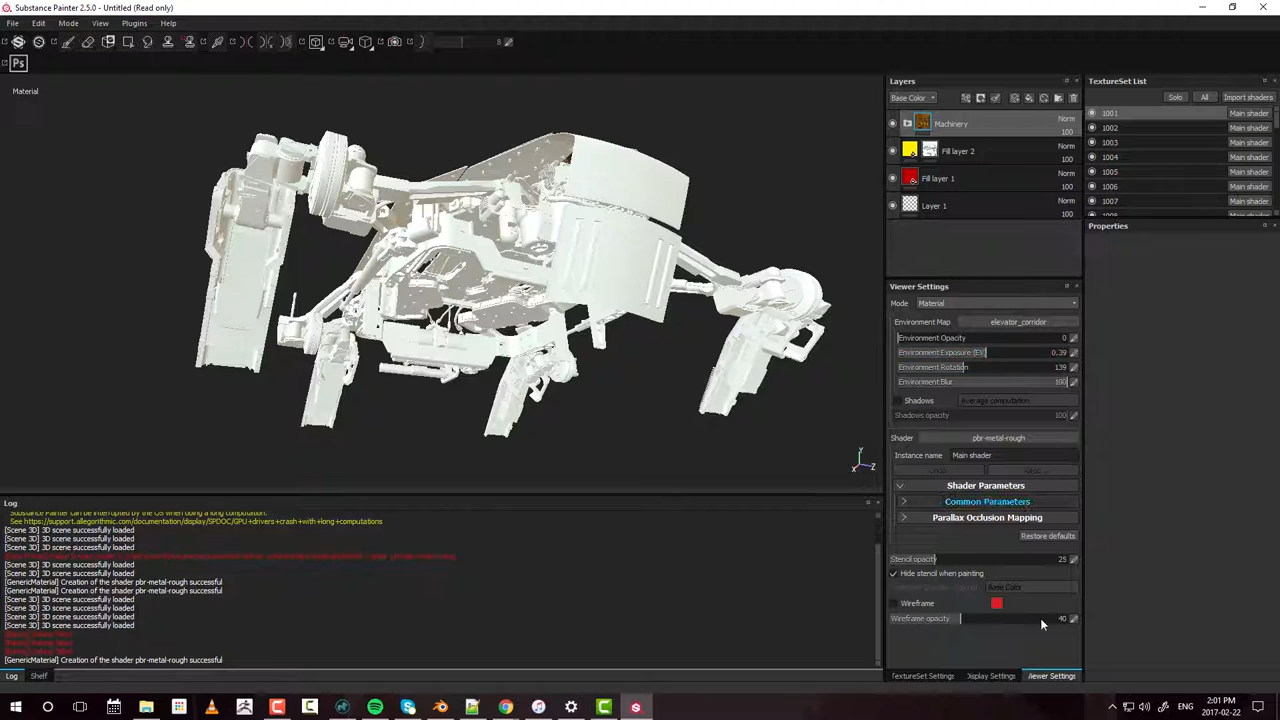 Substance Painter 2.5.0 - Untitled (Read only)
File Edit Mode View Plugins Help
8
Ps
Material
Layers
Base Color
Machinery Norm 100
Fill layer 2 Norm 100
Fill layer 1 Norm 100
Layer 1 Norm 100
TextureSet List
Solo All Import shaders
1001 Main shader
1002 Main shader
1003 Main shader
1004 Main shader
1005 Main shader
1006 Main shader
1007 Main shader
1008 Main shader
Properties
Viewer Settings
Mode Material
Environment Map elevator_corridor
Environment Opacity 0
Environment Exposure (EV) 0.39
Environment Rotation 139
Environment Blur 100
Shadows Average computation
Shadows opacity 100
Shader pbr-metal-rough
Instance name Main shader
Undo
Shader Parameters
Common Parameters
Parallax Occlusion Mapping
Restore defaults
Stencil opacity 25
Hide stencil when painting
Base Color
Wireframe
Wireframe opacity 40
TextureSet Settings Display Settings Viewer Settings
Log
Substance Painter can be interrupted by the OS when doing long computation.
See https://support.allegorithmic.com/documentation/display/SPDOC/GPU+drivers+crash+with+long+computations
[Scene 3D] 3D scene successfully loaded
[Scene 3D] 3D scene successfully loaded
[Scene 3D] 3D scene successfully loaded
[Scene 3D] 3D scene successfully loaded
[Scene 3D] 3D scene successfully loaded
[GenericMaterial] Creation of the shader pbr-metal-rough successful
[GenericMaterial] Creation of the shader pbr-metal-rough successful
[Scene 3D] 3D scene successfully loaded
[Scene 3D] 3D scene successfully loaded
[Scene 3D] 3D scene successfully loaded
[GenericMaterial] Creation of the shader pbr-metal-rough successful
Log Shelf
Y
X Z
ENG 2:01 PM
2017-02-22